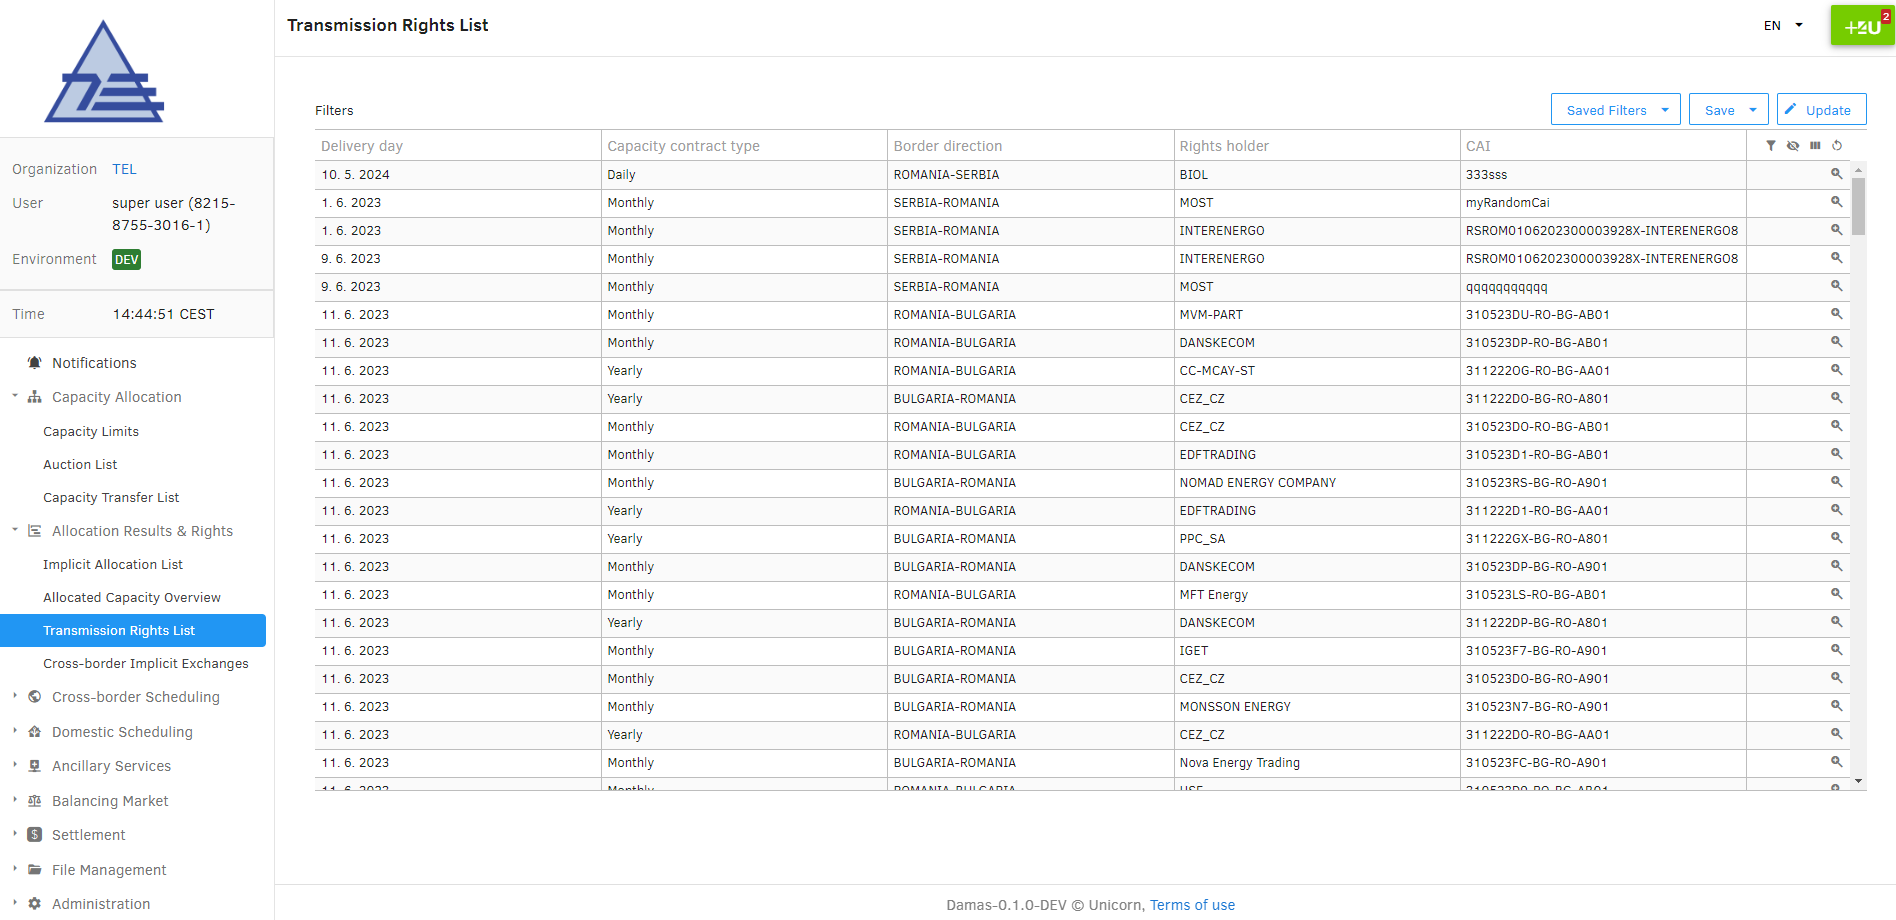 Transmission Rights List
EN
+4U
2
Organization TEL
User super user (8215-
8755-3016-1)
Environment DEV
Time 14:44:51 CEST
Notifications
Capacity Allocation
Capacity Limits
Auction List
Capacity Transfer List
Allocation Results & Rights
Implicit Allocation List
Allocated Capacity Overview
Transmission Rights List
Cross-border Implicit Exchanges
Cross-border Scheduling
Domestic Scheduling
Ancillary Services
Balancing Market
Settlement
File Management
Administration
Filters
Saved Filters Save Update
Delivery day Capacity contract type Border direction Rights holder CAI
10. 5. 2024 Daily ROMANIA-SERBIA BIOL 333sss
1. 6. 2023 Monthly SERBIA-ROMANIA MOST myRandomCai
1. 6. 2023 Monthly SERBIA-ROMANIA INTERENERGO RSROM0106202300003928X-INTERENERGO8
9. 6. 2023 Monthly SERBIA-ROMANIA INTERENERGO RSROM0106202300003928X-INTERENERGO8
9. 6. 2023 Monthly SERBIA-ROMANIA MOST qqqqqqqqqqq
11. 6. 2023 Monthly ROMANIA-BULGARIA MVM-PART 310523DU-RO-BG-AB01
11. 6. 2023 Monthly ROMANIA-BULGARIA DANSKECOM 310523DP-RO-BG-AB01
11. 6. 2023 Yearly ROMANIA-BULGARIA CC-MCAY-ST 311222OG-RO-BG-AA01
11. 6. 2023 Yearly BULGARIA-ROMANIA CEZ_CZ 311222DO-BG-RO-A801
11. 6. 2023 Monthly ROMANIA-BULGARIA CEZ_CZ 310523DO-RO-BG-AB01
11. 6. 2023 Monthly ROMANIA-BULGARIA EDFTRADING 310523D1-RO-BG-AB01
11. 6. 2023 Monthly BULGARIA-ROMANIA NOMAD ENERGY COMPANY 310523RS-BG-RO-A901
11. 6. 2023 Yearly ROMANIA-BULGARIA EDFTRADING 311222D1-RO-BG-AA01
11. 6. 2023 Yearly BULGARIA-ROMANIA PPC_SA 311222GX-BG-RO-A801
11. 6. 2023 Monthly BULGARIA-ROMANIA DANSKECOM 310523DP-BG-RO-A901
11. 6. 2023 Monthly ROMANIA-BULGARIA MFT Energy 310523LS-RO-BG-AB01
11. 6. 2023 Yearly BULGARIA-ROMANIA DANSKECOM 311222DP-BG-RO-A801
11. 6. 2023 Monthly BULGARIA-ROMANIA IGET 310523F7-BG-RO-A901
11. 6. 2023 Monthly BULGARIA-ROMANIA CEZ_CZ 310523DO-BG-RO-A901
11. 6. 2023 Monthly BULGARIA-ROMANIA MONSSON ENERGY 310523N7-BG-RO-A901
11. 6. 2023 Yearly ROMANIA-BULGARIA CEZ_CZ 311222DO-RO-BG-AA01
11. 6. 2023 Monthly BULGARIA-ROMANIA Nova Energy Trading 310523FC-BG-RO-A901
11. 6. 2023 Monthly ROMANIA-BULGARIA
Damas-0.1.0-DEV © Unicorn, Terms of use